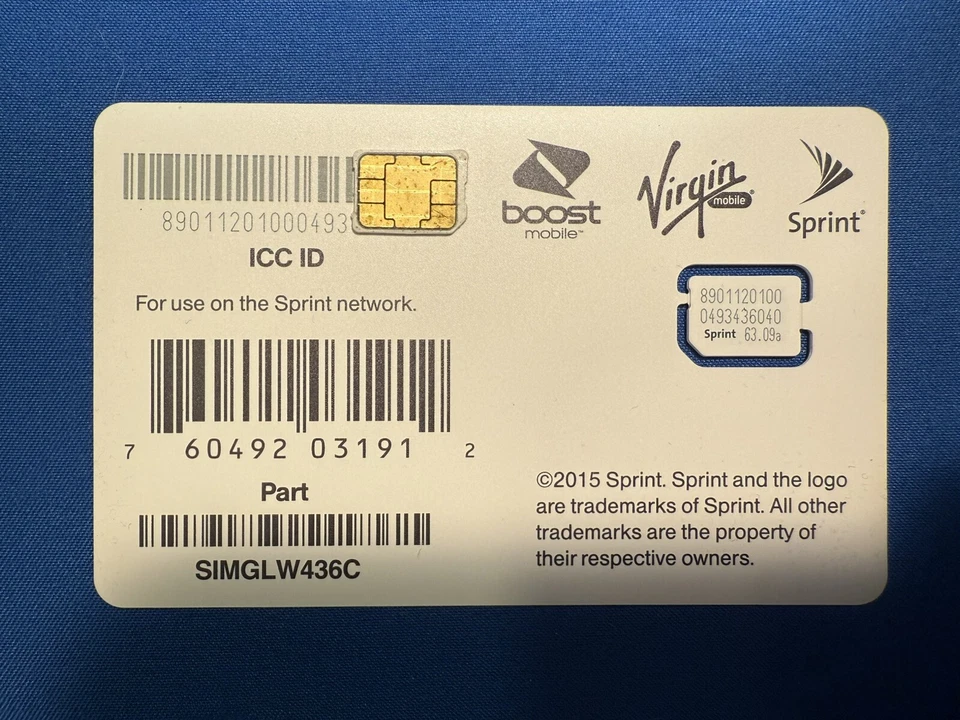 89011201000493
ICC ID
For use on the Sprint network.
7 60492 03191 2
Part
SIMGLW436C
boost
mobile™
Virgin
mobile®
Sprint®
8901120100
0493436040
Sprint 63.09a
©2015 Sprint. Sprint and the logo
are trademarks of Sprint. All other
trademarks are the property of
their respective owners.